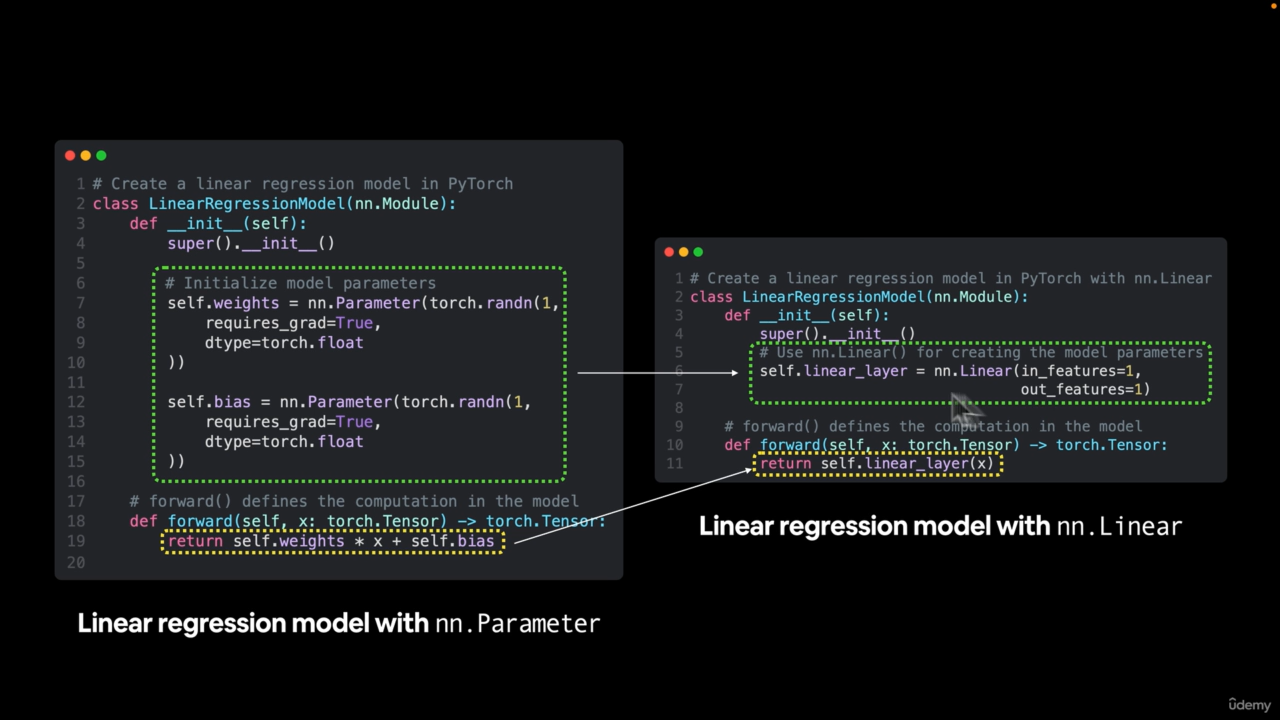 1 # Create a linear regression model in PyTorch
2 class LinearRegressionModel(nn.Module):
3     def __init__(self):
4         super().__init__()
5
6         # Initialize model parameters
7         self.weights = nn.Parameter(torch.randn(1,
8             requires_grad=True,
9             dtype=torch.float
10         ))
11
12         self.bias = nn.Parameter(torch.randn(1,
13             requires_grad=True,
14             dtype=torch.float
15         ))
16
17     # forward() defines the computation in the model
18     def forward(self, x: torch.Tensor) -> torch.Tensor:
19         return self.weights * x + self.bias
20
Linear regression model with nn.Parameter
1 # Create a linear regression model in PyTorch with nn.Linear
2 class LinearRegressionModel(nn.Module):
3     def __init__(self):
4         super().__init__()
5         # Use nn.Linear() for creating the model parameters
6         self.linear_layer = nn.Linear(in_features=1,
7                                       out_features=1)
8
9     # forward() defines the computation in the model
10     def forward(self, x: torch.Tensor) -> torch.Tensor:
11         return self.linear_layer(x)
Linear regression model with nn.Linear
ûdemy